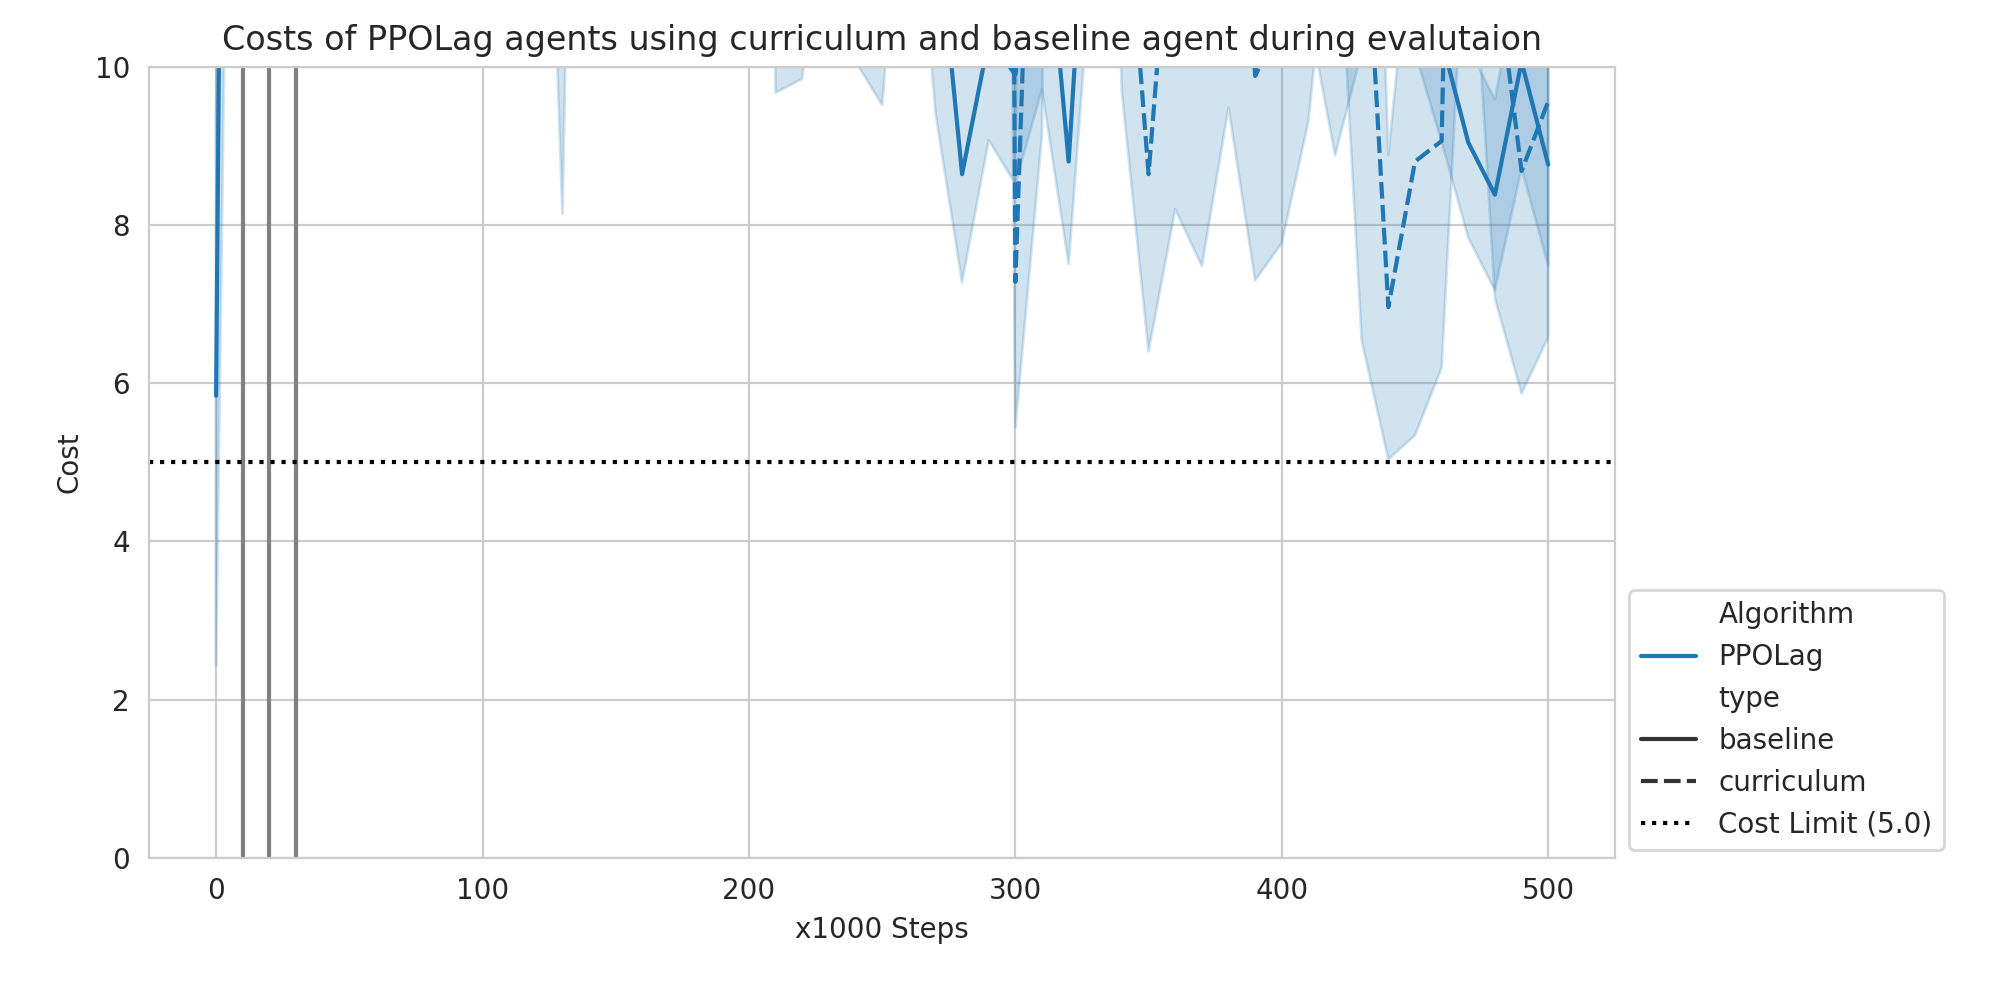 Costs of PPOLag agents using curriculum and baseline agent during evalutaion
10
8
6
4
2
0
Cost
0 100 200 300 400 500
x1000 Steps
Algorithm
PPOLag
type
baseline
curriculum
Cost Limit (5.0)